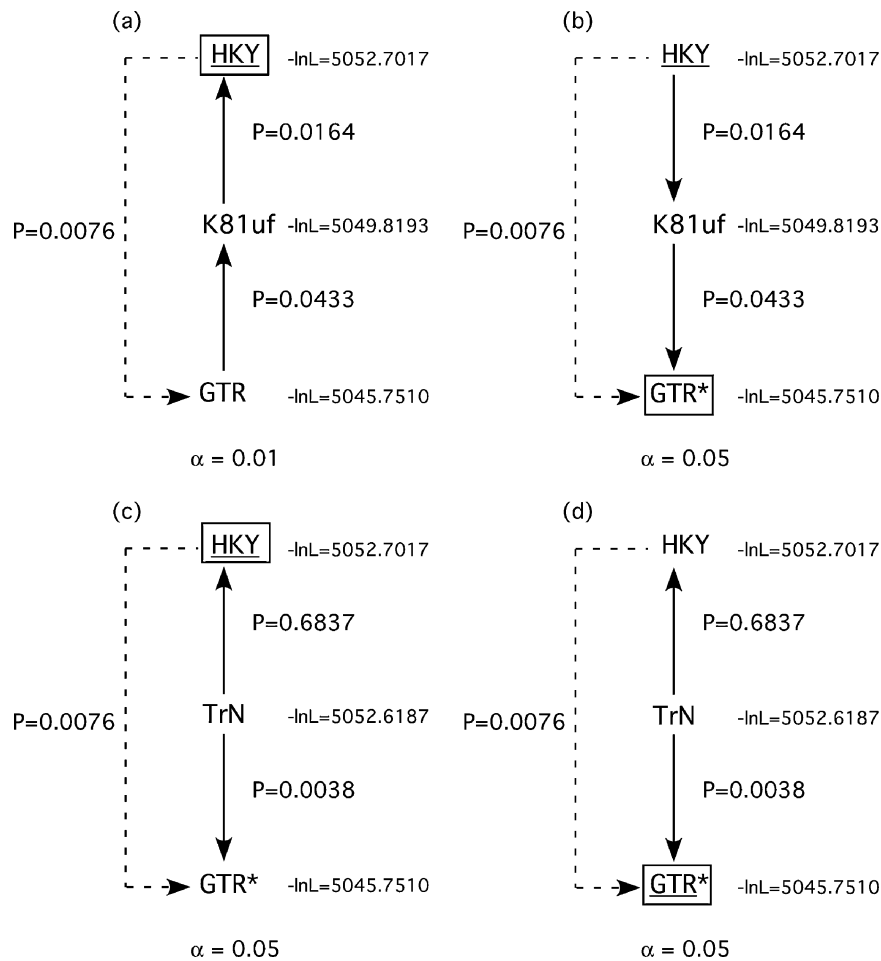 (a)
HKY -lnL=5052.7017
P=0.0164
P=0.0076
K81uf -lnL=5049.8193
P=0.0433
GTR -lnL=5045.7510
α = 0.01
(b)
HKY -lnL=5052.7017
P=0.0164
P=0.0076
K81uf -lnL=5049.8193
P=0.0433
GTR* -lnL=5045.7510
α = 0.05
(c)
HKY -lnL=5052.7017
P=0.6837
P=0.0076
TrN -lnL=5052.6187
P=0.0038
GTR* -lnL=5045.7510
α = 0.05
(d)
HKY -lnL=5052.7017
P=0.6837
P=0.0076
TrN -lnL=5052.6187
P=0.0038
GTR* -lnL=5045.7510
α = 0.05